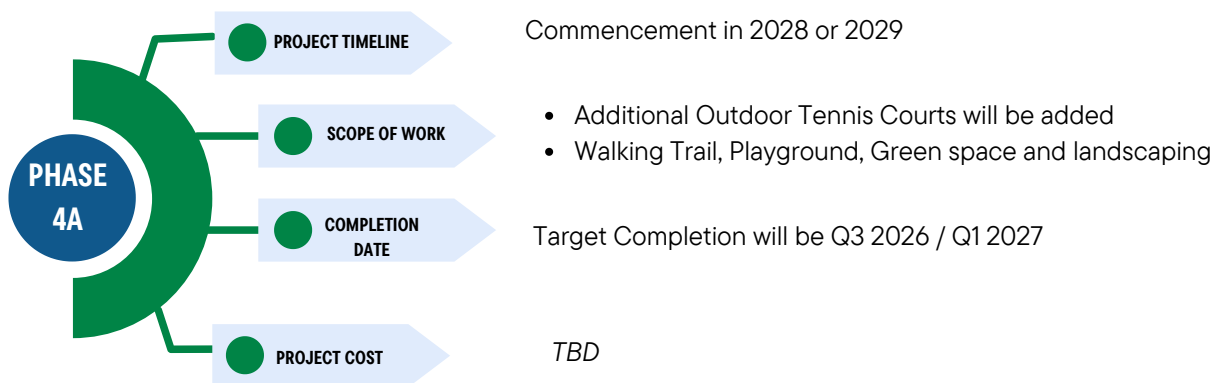 PHASE
4A
PROJECT TIMELINE
Commencement in 2028 or 2029
SCOPE OF WORK
• Additional Outdoor Tennis Courts will be added
• Walking Trail, Playground, Green space and landscaping
COMPLETION
DATE
Target Completion will be Q3 2026 / Q1 2027
PROJECT COST
TBD